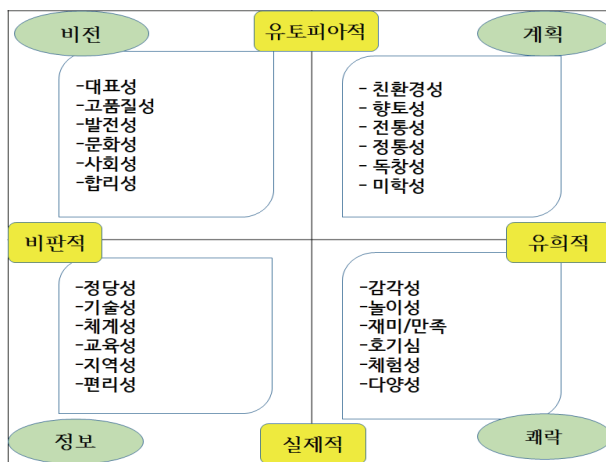 비전
유토피아적
계획
-대표성
-고품질성
-발전성
-문화성
-사회성
-합리성
- 친환경성
- 향토성
- 전통성
- 정통성
- 독창성
- 미학성
비판적
유희적
-정당성
-기술성
-체계성
-교육성
-지역성
-편리성
-감각성
-놀이성
-재미/만족
-호기심
-체험성
-다양성
정보
실제적
쾌락